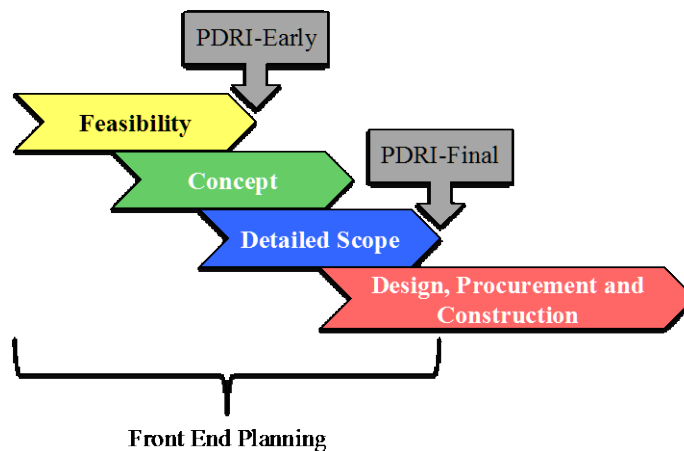 PDRI-Early
Feasibility
PDRI-Final
Concept
Detailed Scope
Design, Procurement and
Construction
Front End Planning